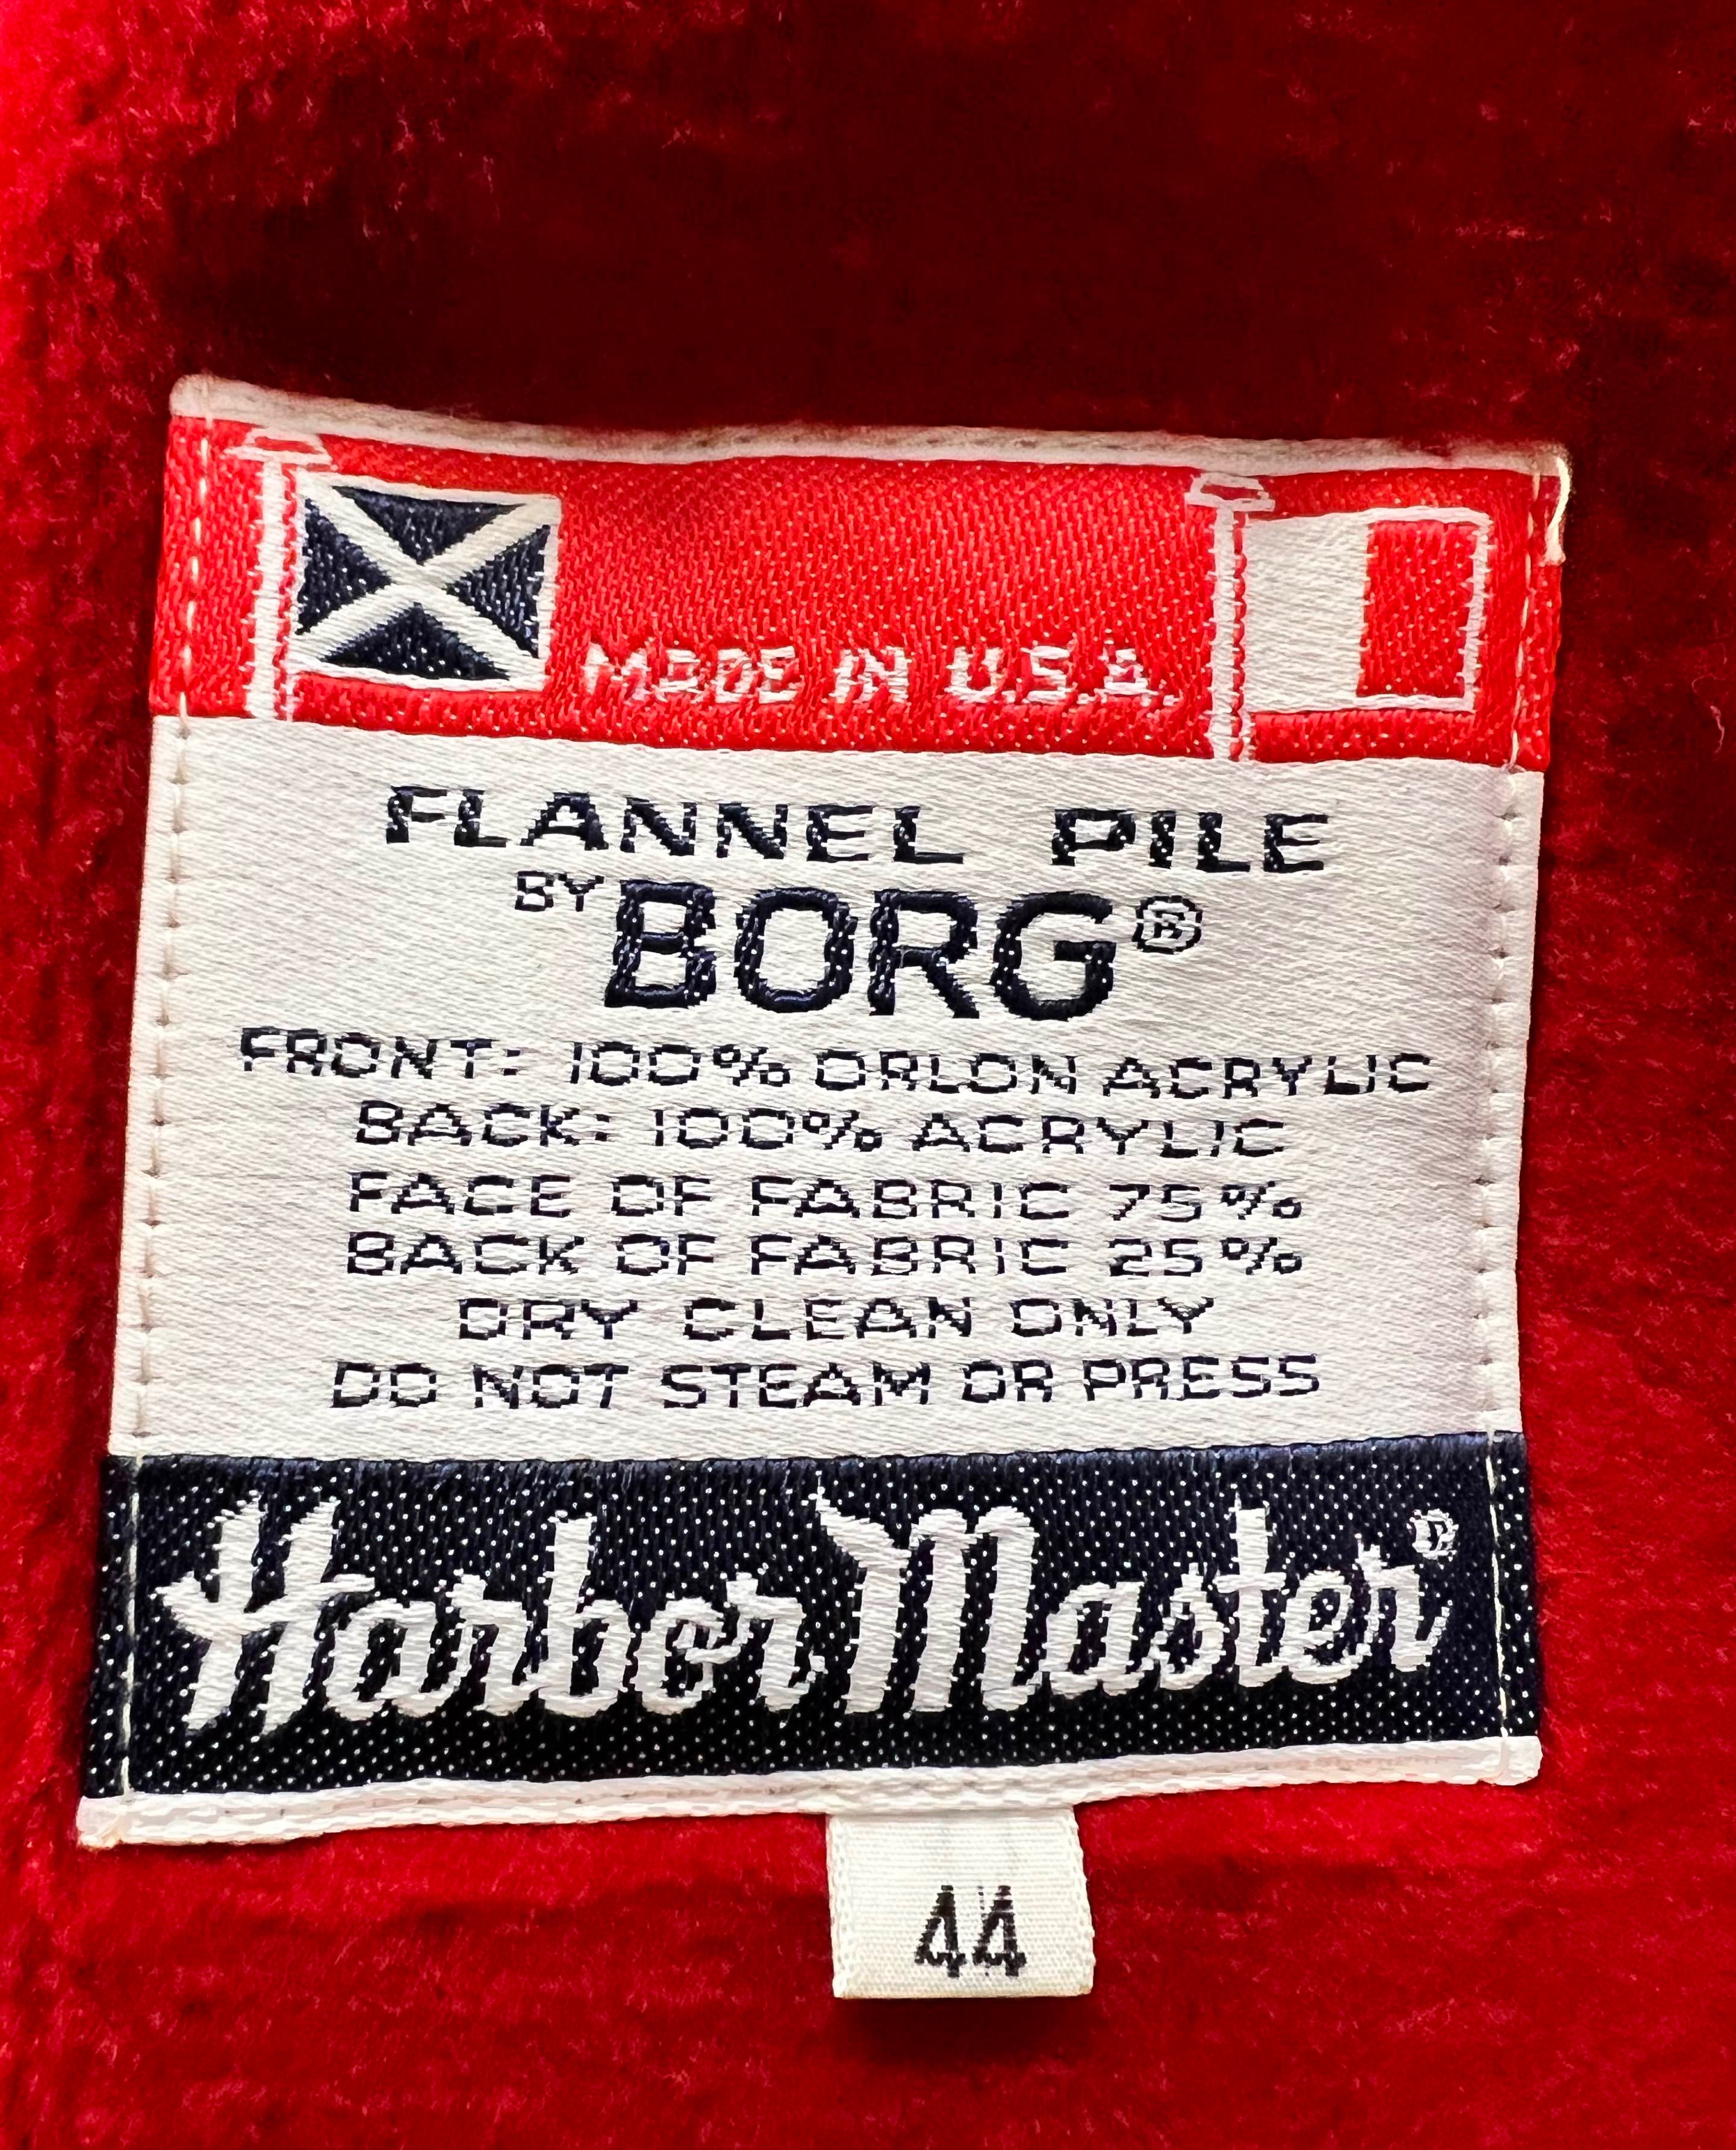 MADE IN U.S.A.
FLANNEL PILE
BY BORG®
FRONT: 100% ORLON ACRYLIC
BACK: 100% ACRYLIC
FACE OF FABRIC 75%
BACK OF FABRIC 25%
DRY CLEAN ONLY
DO NOT STEAM OR PRESS
Harbor Master®
44